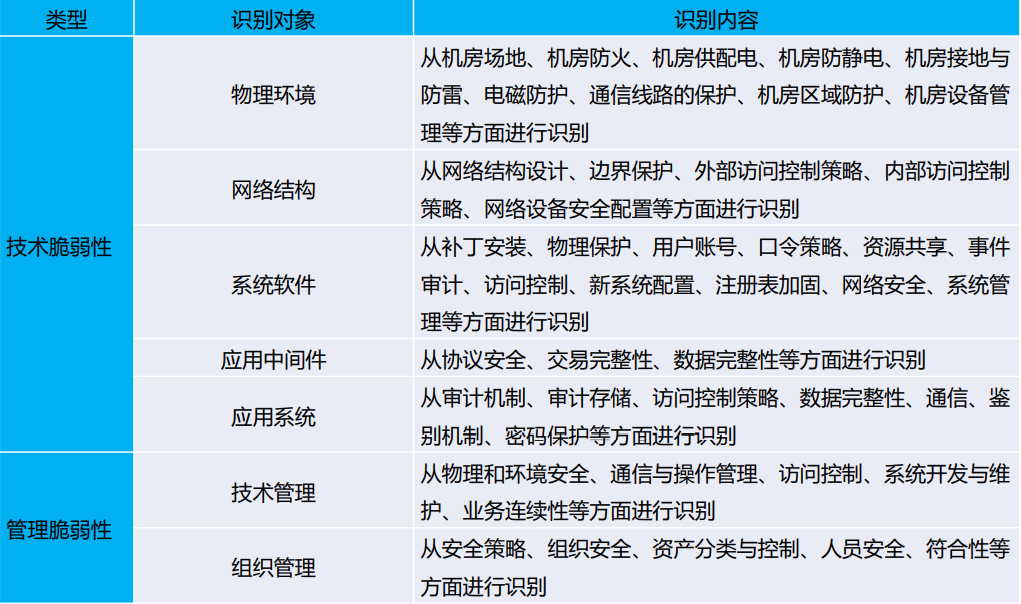 类型 识别对象 识别内容
技术脆弱性
物理环境
从机房场地、机房防火、机房供配电、机房防静电、机房接地与
防雷、电磁防护、通信线路的保护、机房区域防护、机房设备管
理等方面进行识别
网络结构
从网络结构设计、边界保护、外部访问控制策略、内部访问控制
策略、网络设备安全配置等方面进行识别
系统软件
从补丁安装、物理保护、用户账号、口令策略、资源共享、事件
审计、访问控制、新系统配置、注册表加固、网络安全、系统管
理等方面进行识别
应用中间件
从协议安全、交易完整性、数据完整性等方面进行识别
应用系统
从审计机制、审计存储、访问控制策略、数据完整性、通信、鉴
别机制、密码保护等方面进行识别
管理脆弱性
技术管理
从物理和环境安全、通信与操作管理、访问控制、系统开发与维
护、业务连续性等方面进行识别
组织管理
从安全策略、组织安全、资产分类与控制、人员安全、符合性等
方面进行识别